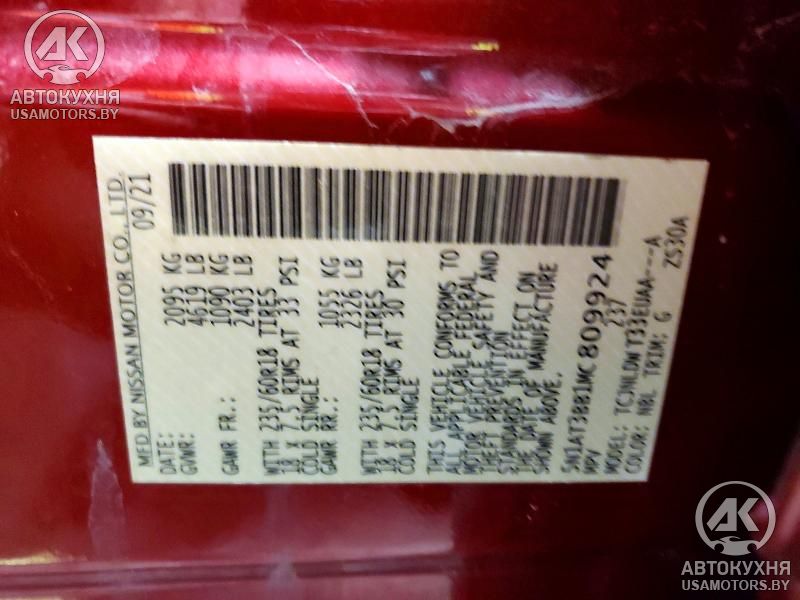 АВТОКУХНЯ
USAMOTORS.BY
MFD BY NISSAN MOTOR CO., LTD.
DATE: 09/21
GVWR: 2095 KG
4619 LB
GAWR FR.: 1090 KG
2403 LB
WITH 235/60R18 TIRES
18 X 7.5 RIMS AT 33 PSI
COLD SINGLE
GAWR RR.: 1055 KG
2326 LB
WITH 235/60R18 TIRES
18 X 7.5 RIMS AT 30 PSI
COLD SINGLE
THIS VEHICLE CONFORMS TO
ALL APPLICABLE FEDERAL
MOTOR VEHICLE SAFETY AND
THEFT PREVENTION
STANDARDS IN EFFECT ON
THE DATE OF MANUFACTURE
SHOWN ABOVE.
5N1AT3BB1MC809924
MPV 237
MODEL: TC3NLDW T33EUAA---A
COLOR: NBL TRIM: G ZS30A
АК
АВТОКУХНЯ
USAMOTORS.BY